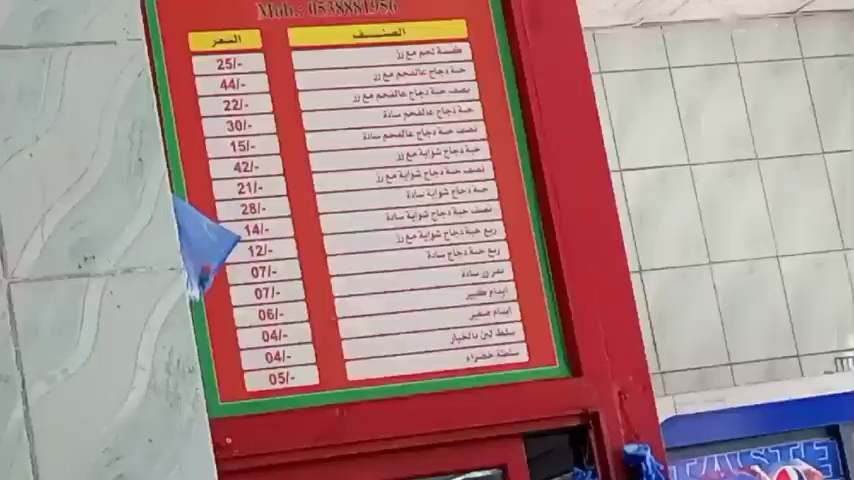 Mob.: 0538881956
الصنف السعر
كبسة لحم مع رز 25/-
حبة دجاج عالفحم مع رز 44/-
نصف حبة دجاج عالفحم مع رز 22/-
حبة دجاج عالفحم سادة 30/-
نصف حبة دجاج عالفحم سادة 15/-
حبة دجاج شواية مع رز 42/-
نصف حبة دجاج شواية مع رز 21/-
حبة دجاج شواية سادة 28/-
نصف حبة دجاج شواية سادة 14/-
ربع حبة دجاج شواية مع رز 12/-
ربع حبة دجاج سادة 07/-
نفر رز سادة 07/-
ايدام كبير 06/-
ايدام صغير 04/-
سلطة لبن بالخيار 04/-
سلطة خضراء 05/-
TASTE